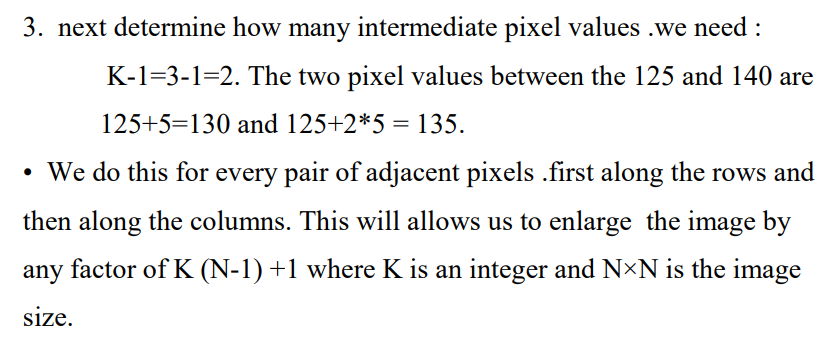 3. next determine how many intermediate pixel values .we need :
K-1=3-1=2. The two pixel values between the 125 and 140 are
125+5=130 and 125+2*5 = 135.
• We do this for every pair of adjacent pixels .first along the rows and
then along the columns. This will allows us to enlarge the image by
any factor of K (N-1) +1 where K is an integer and N×N is the image
size.